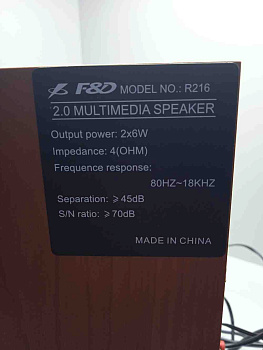 F&D MODEL NO.: R216
2.0 MULTIMEDIA SPEAKER
Output power: 2x6W
Impedance: 4(OHM)
Frequence response:
80HZ~18KHZ
Separation: ⩾45dB
S/N ratio: ⩾70dB
MADE IN CHINA